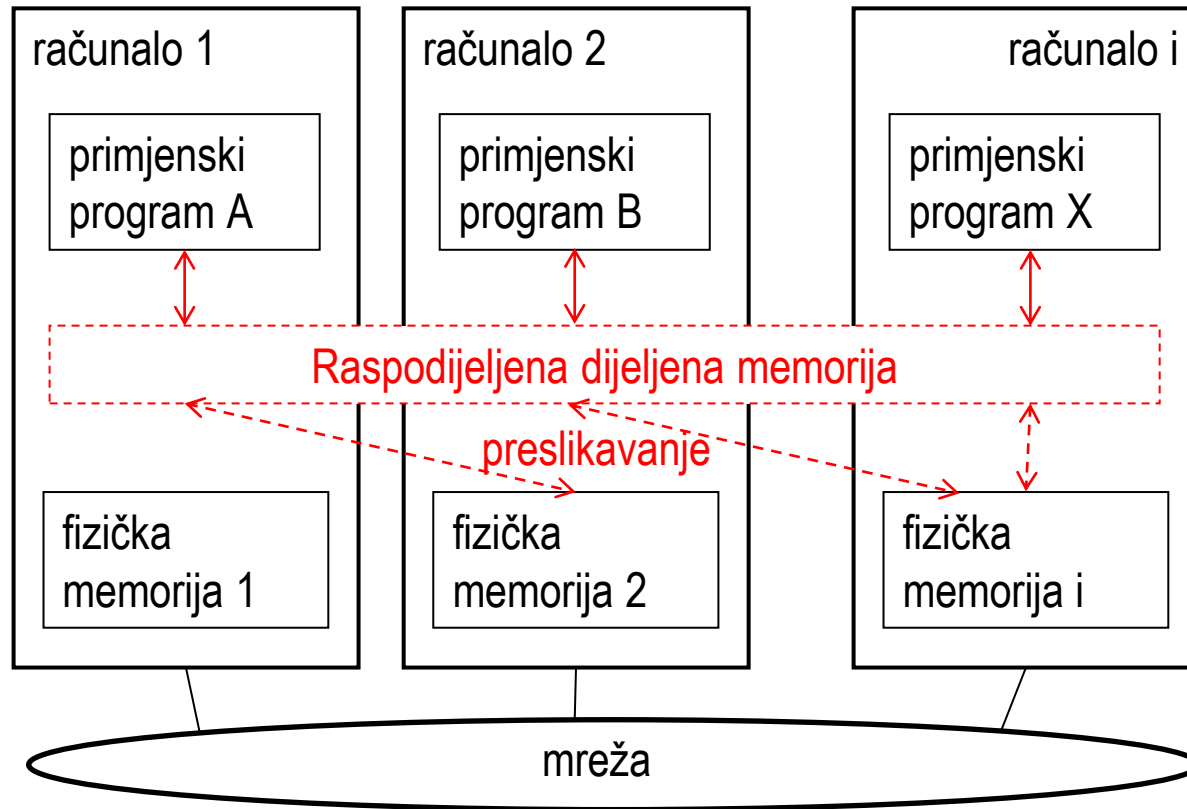 računalo 1
računalo 2
računalo i
primjenski
program A
primjenski
program B
primjenski
program X
Raspodijeljena dijeljena memorija
preslikavanje
fizička
memorija 1
fizička
memorija 2
fizička
memorija i
mreža